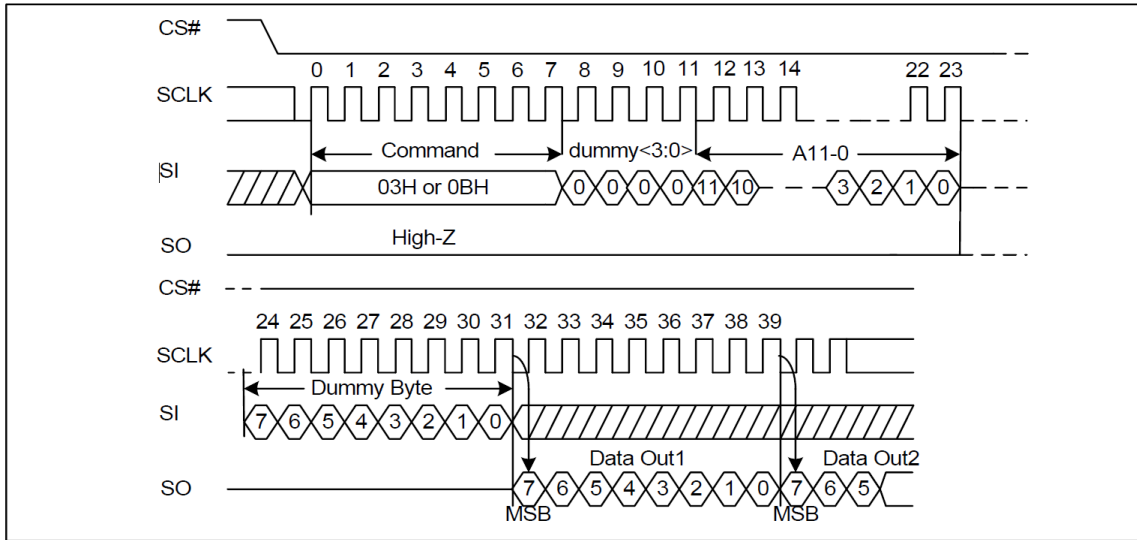 CS#
0 1 2 3 4 5 6 7 8 9 10 11 12 13 14 22 23
SCLK
Command dummy<3:0> A11-0
SI
03H or 0BH 0 0 0 0 11 10 3 2 1 0
High-Z
SO
CS#
24 25 26 27 28 29 30 31 32 33 34 35 36 37 38 39
SCLK
Dummy Byte
SI 7 6 5 4 3 2 1 0
Data Out1 Data Out2
SO 7 6 5 4 3 2 1 0 7 6 5
MSB MSB